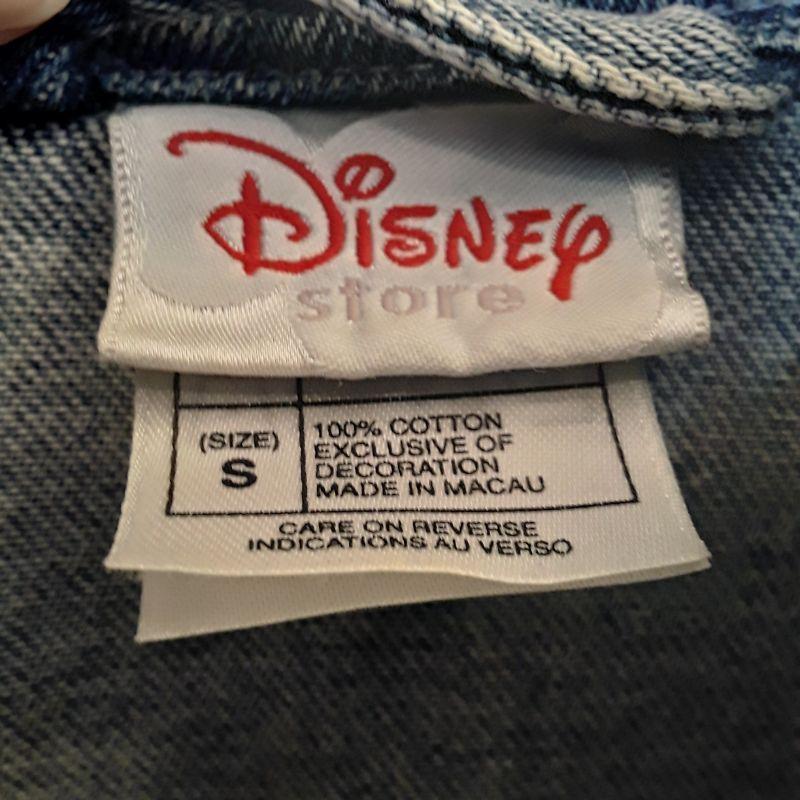 Disney
store
(SIZE)
S
100% COTTON
EXCLUSIVE OF
DECORATION
MADE IN MACAU
CARE ON REVERSE
INDICATIONS AU VERSO